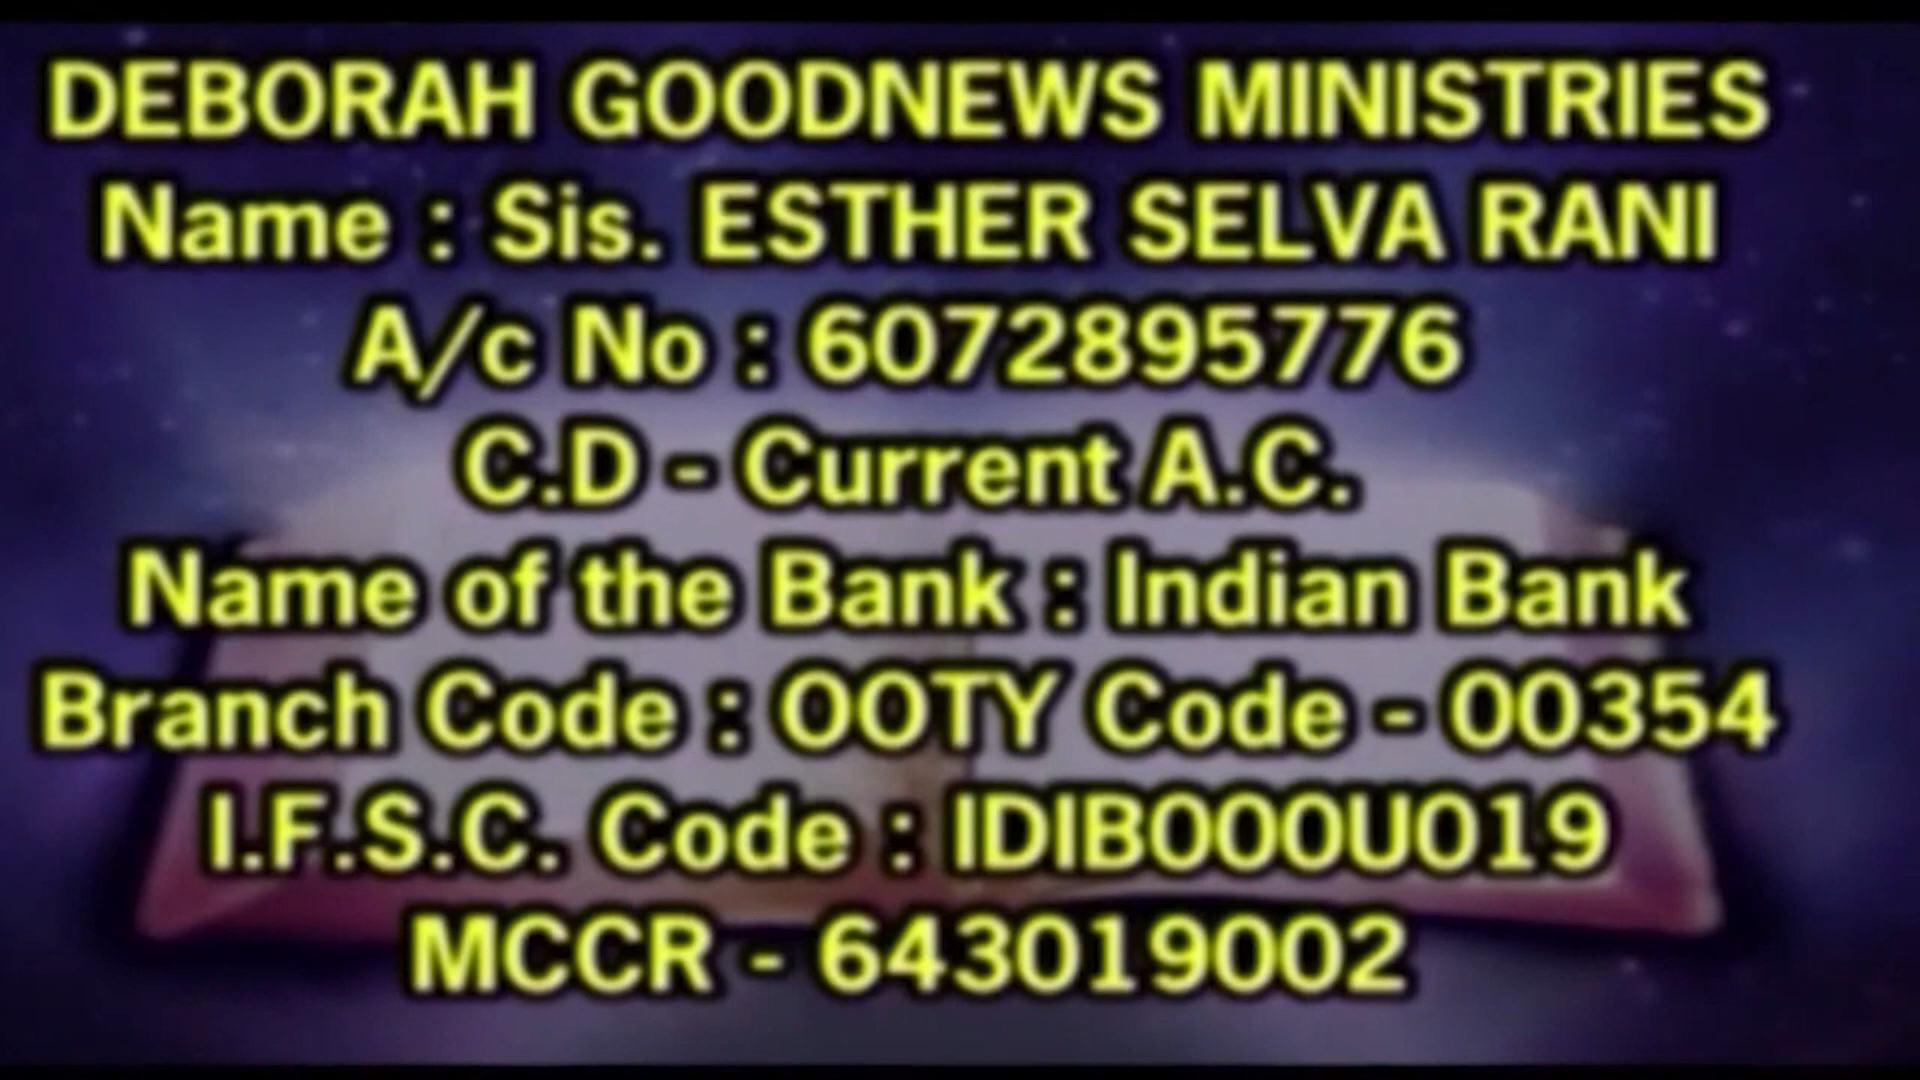 DEBORAH GOODNEWS MINISTRIES
Name : Sis. ESTHER SELVA RANI
A/c No : 6072895776
C.D - Current A.C.
Name of the Bank : Indian Bank
Branch Code : OOTY Code - 00354
I.F.S.C. Code : IDIB000U019
MCCR - 643019002